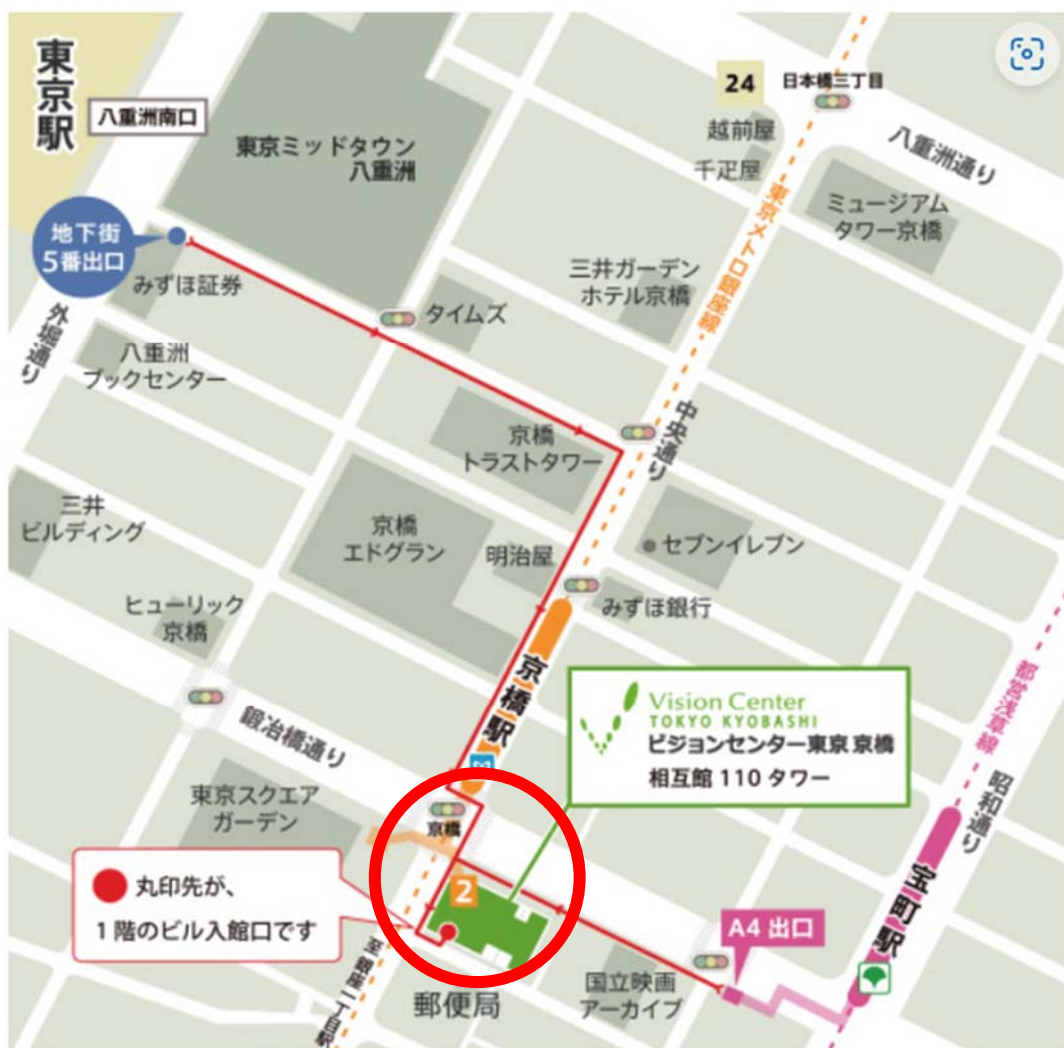 東京駅
八重洲南口
24
日本橋三丁目
越前屋
千疋屋
八重洲通り
東京ミッドタウン
八重洲
ミュージアム
タワー京橋
東京メトロ銀座線
地下街
5番出口
みずほ証券
三井ガーデン
ホテル京橋
タイムズ
外堀通り
八重洲
ブックセンター
中央通り
京橋
トラストタワー
三井
ビルディング
京橋
エドグラン
明治屋
セブンイレブン
みずほ銀行
ヒューリック
京橋
京橋駅
都営浅草線
Vision Center
TOKYO KYOBASHI
ビジョンセンター東京 京橋
相互館 110 タワー
鍛冶橋通り
昭和通り
東京スクエア
ガーデン
京橋
宝町駅
丸印先が、
1 階のビル入館口です
2
A4 出口
至 銀座一丁目駅
郵便局
国立映画
アーカイブ